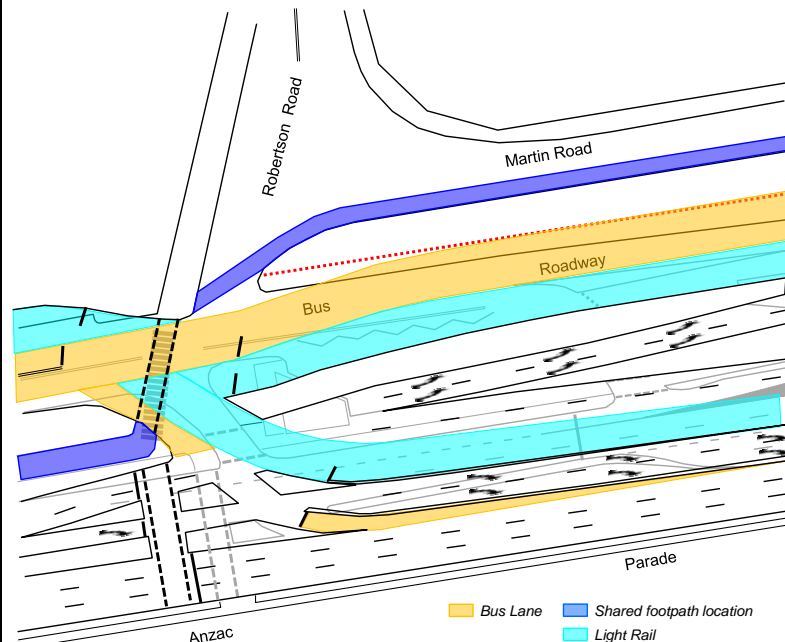 Robertson Road
Martin Road
Roadway
Bus
Parade
Anzac
Bus Lane
Shared footpath location
Light Rail